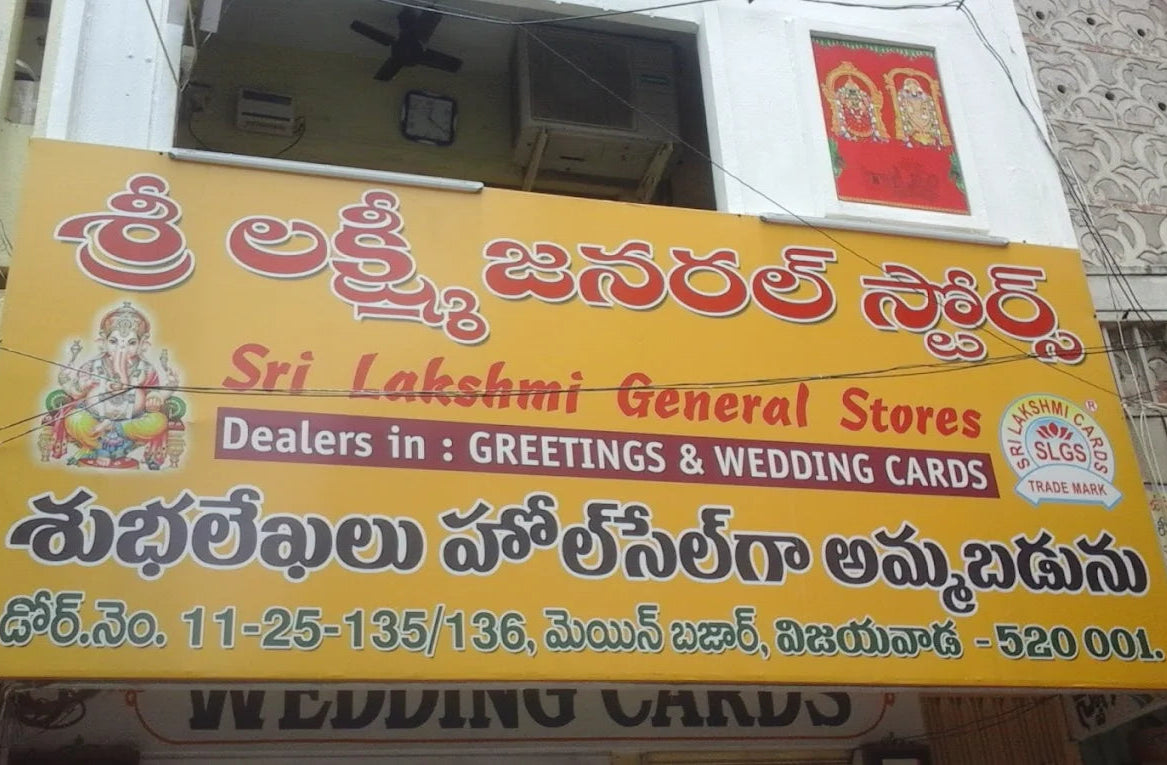 శ్రీ లక్ష్మీ జనరల్ స్టోర్స్
Sri Lakshmi General Stores
Dealers in : GREETINGS & WEDDING CARDS
SRI LAKSHMI CARDS ®
SLGS
TRADE MARK
శుభలేఖలు హోల్‌సేల్‌గా అమ్మబడును
డోర్.నెం. 11-25-135/136, మెయిన్ బజార్, విజయవాడ - 520 001.
WEDDING CARDS